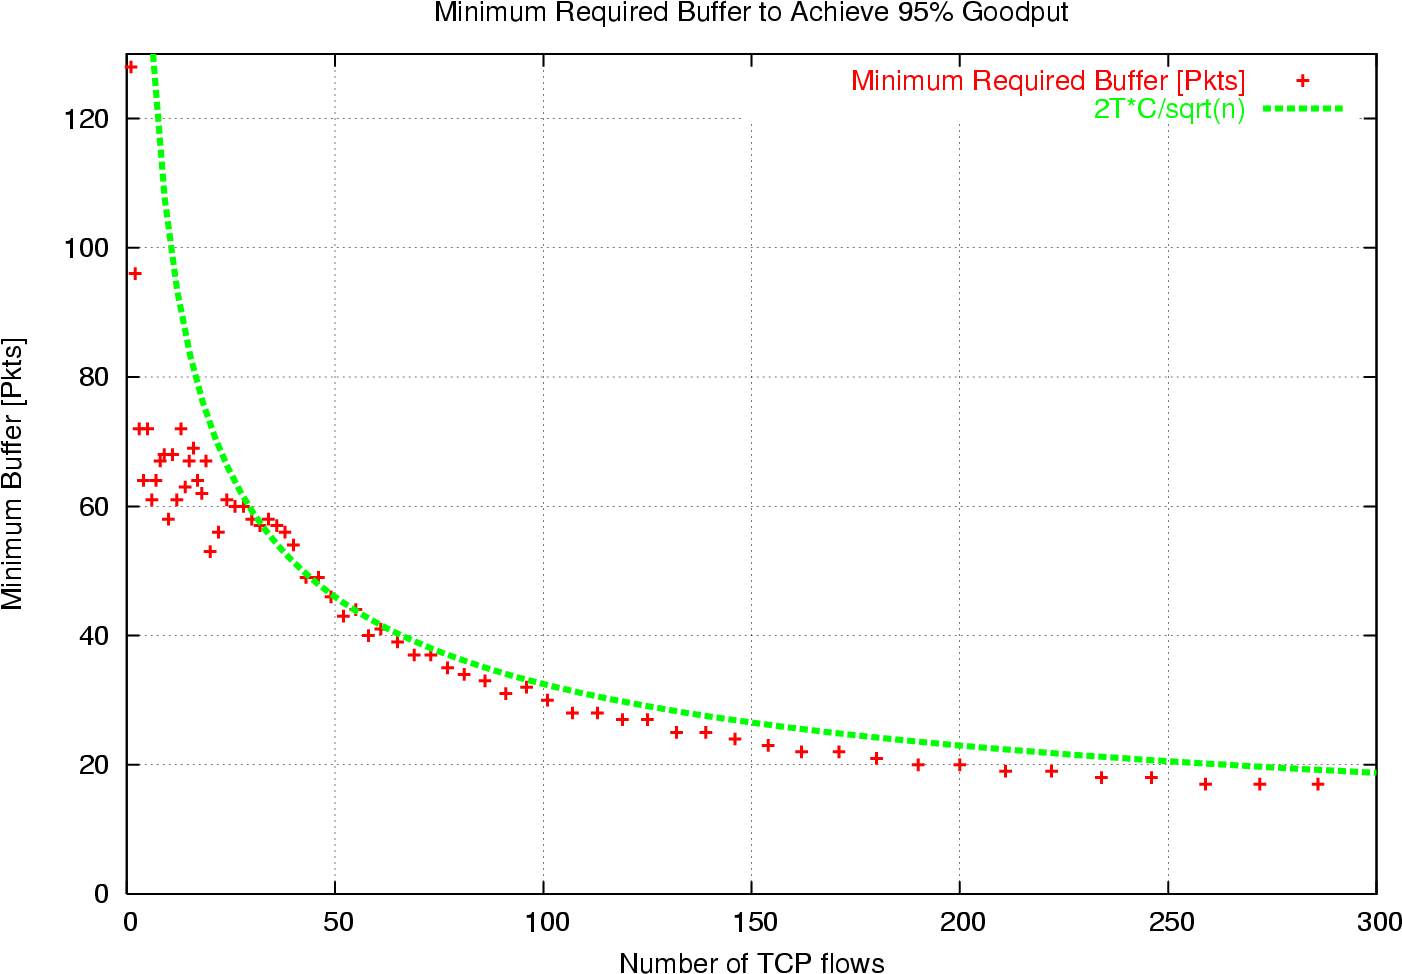 Minimum Required Buffer to Achieve 95% Goodput
Minimum Required Buffer [Pkts]
2T*C/sqrt(n)
120
100
80
60
40
20
0
Minimum Buffer [Pkts]
0 50 100 150 200 250 300
Number of TCP flows